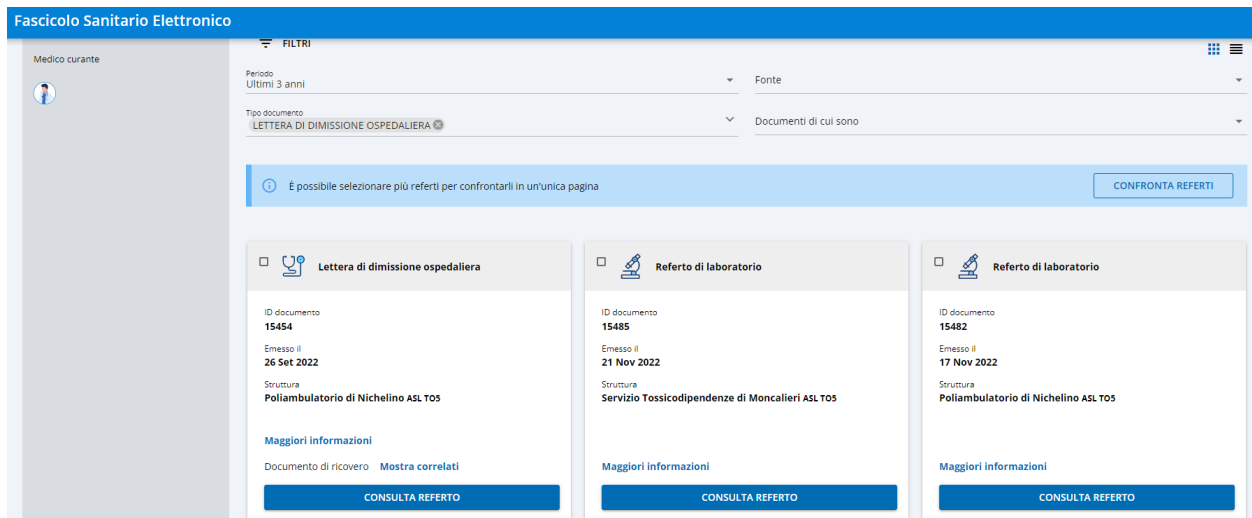 Fascicolo Sanitario Elettronico
Medico curante
FILTRI
Periodo
Ultimi 3 anni
Fonte
Tipo documento
LETTERA DI DIMISSIONE OSPEDALIERA
Documenti di cui sono
È possibile selezionare più referti per confrontarli in un'unica pagina
CONFRONTA REFERTI
Lettera di dimissione ospedaliera
ID documento
15454
Emesso il
26 Set 2022
Struttura
Poliambulatorio di Nichelino ASL TO5
Maggiori informazioni
Documento di ricovero Mostra correlati
CONSULTA REFERTO
Referto di laboratorio
ID documento
15485
Emesso il
21 Nov 2022
Struttura
Servizio Tossicodipendenze di Moncalieri ASL TO5
Maggiori informazioni
CONSULTA REFERTO
Referto di laboratorio
ID documento
15482
Emesso il
17 Nov 2022
Struttura
Poliambulatorio di Nichelino ASL TO5
Maggiori informazioni
CONSULTA REFERTO